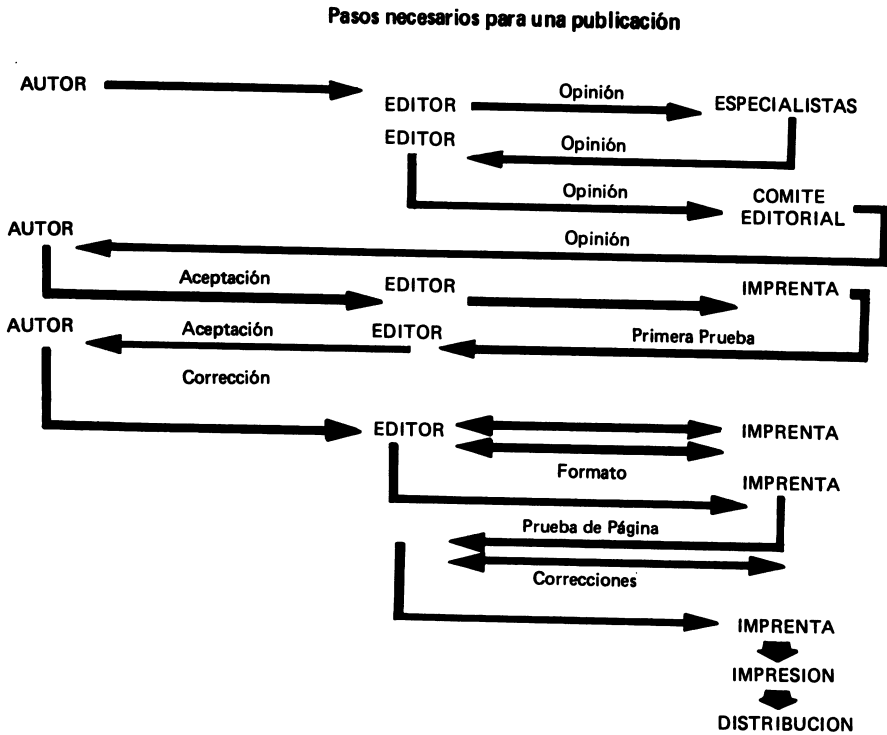 Pasos necesarios para una publicación
AUTOR
EDITOR
Opinión
ESPECIALISTAS
EDITOR
Opinión
Opinión
COMITE
EDITORIAL
AUTOR
Opinión
Aceptación
EDITOR
IMPRENTA
AUTOR
Aceptación
EDITOR
Primera Prueba
Corrección
EDITOR
IMPRENTA
Formato
IMPRENTA
Prueba de Página
Correcciones
IMPRENTA
IMPRESION
DISTRIBUCION